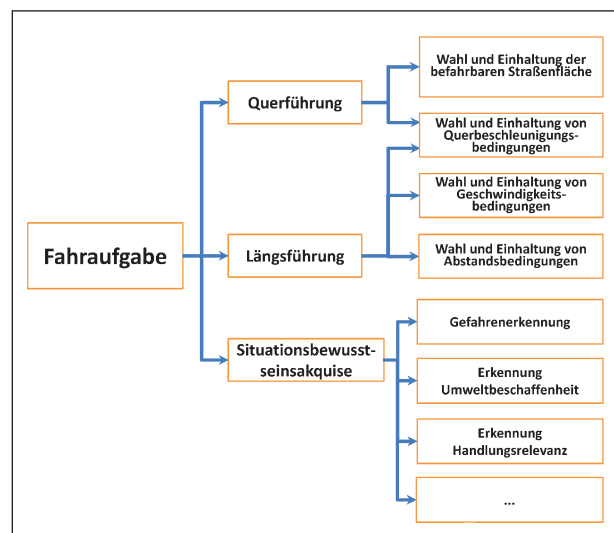 Fahraufgabe
Querführung
Längsführung
Situationsbewusst-
seinsakquise
Wahl und Einhaltung der
befahrbaren Straßenfläche
Wahl und Einhaltung von
Querbeschleunigungs-
bedingungen
Wahl und Einhaltung von
Geschwindigkeits-
bedingungen
Wahl und Einhaltung von
Abstandsbedingungen
Gefahrenerkennung
Erkennung
Umweltbeschaffenheit
Erkennung
Handlungsrelevanz
...